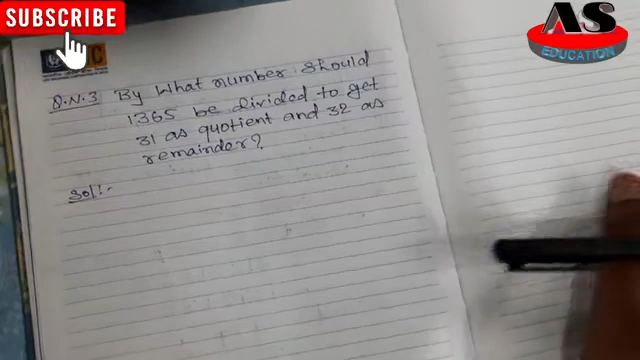 SUBSCRIBE
AS
EDUCATION
Q.N.3 By What number should
1365 be divided to get
31 as quotient and 32 as
remainder?
Sol:-